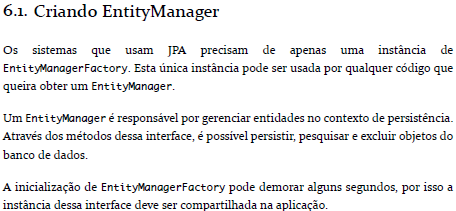 6.1. Criando EntityManager
Os sistemas que usam JPA precisam de apenas uma instância de
EntityManagerFactory. Esta única instância pode ser usada por qualquer código que
queira obter um EntityManager.
Um EntityManager é responsável por gerenciar entidades no contexto de persistência.
Através dos métodos dessa interface, é possível persistir, pesquisar e excluir objetos do
banco de dados.
A inicialização de EntityManagerFactory pode demorar alguns segundos, por isso a
instância dessa interface deve ser compartilhada na aplicação.